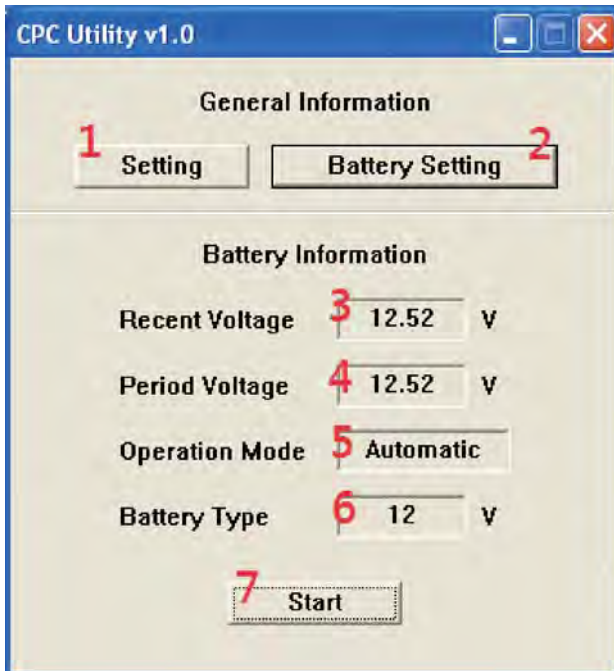 CPC Utility v1.0
General Information
1 Setting Battery Setting 2
Battery Information
Recent Voltage 3 12.52 V
Period Voltage 4 12.52 V
Operation Mode 5 Automatic
Battery Type 6 12 V
7 Start